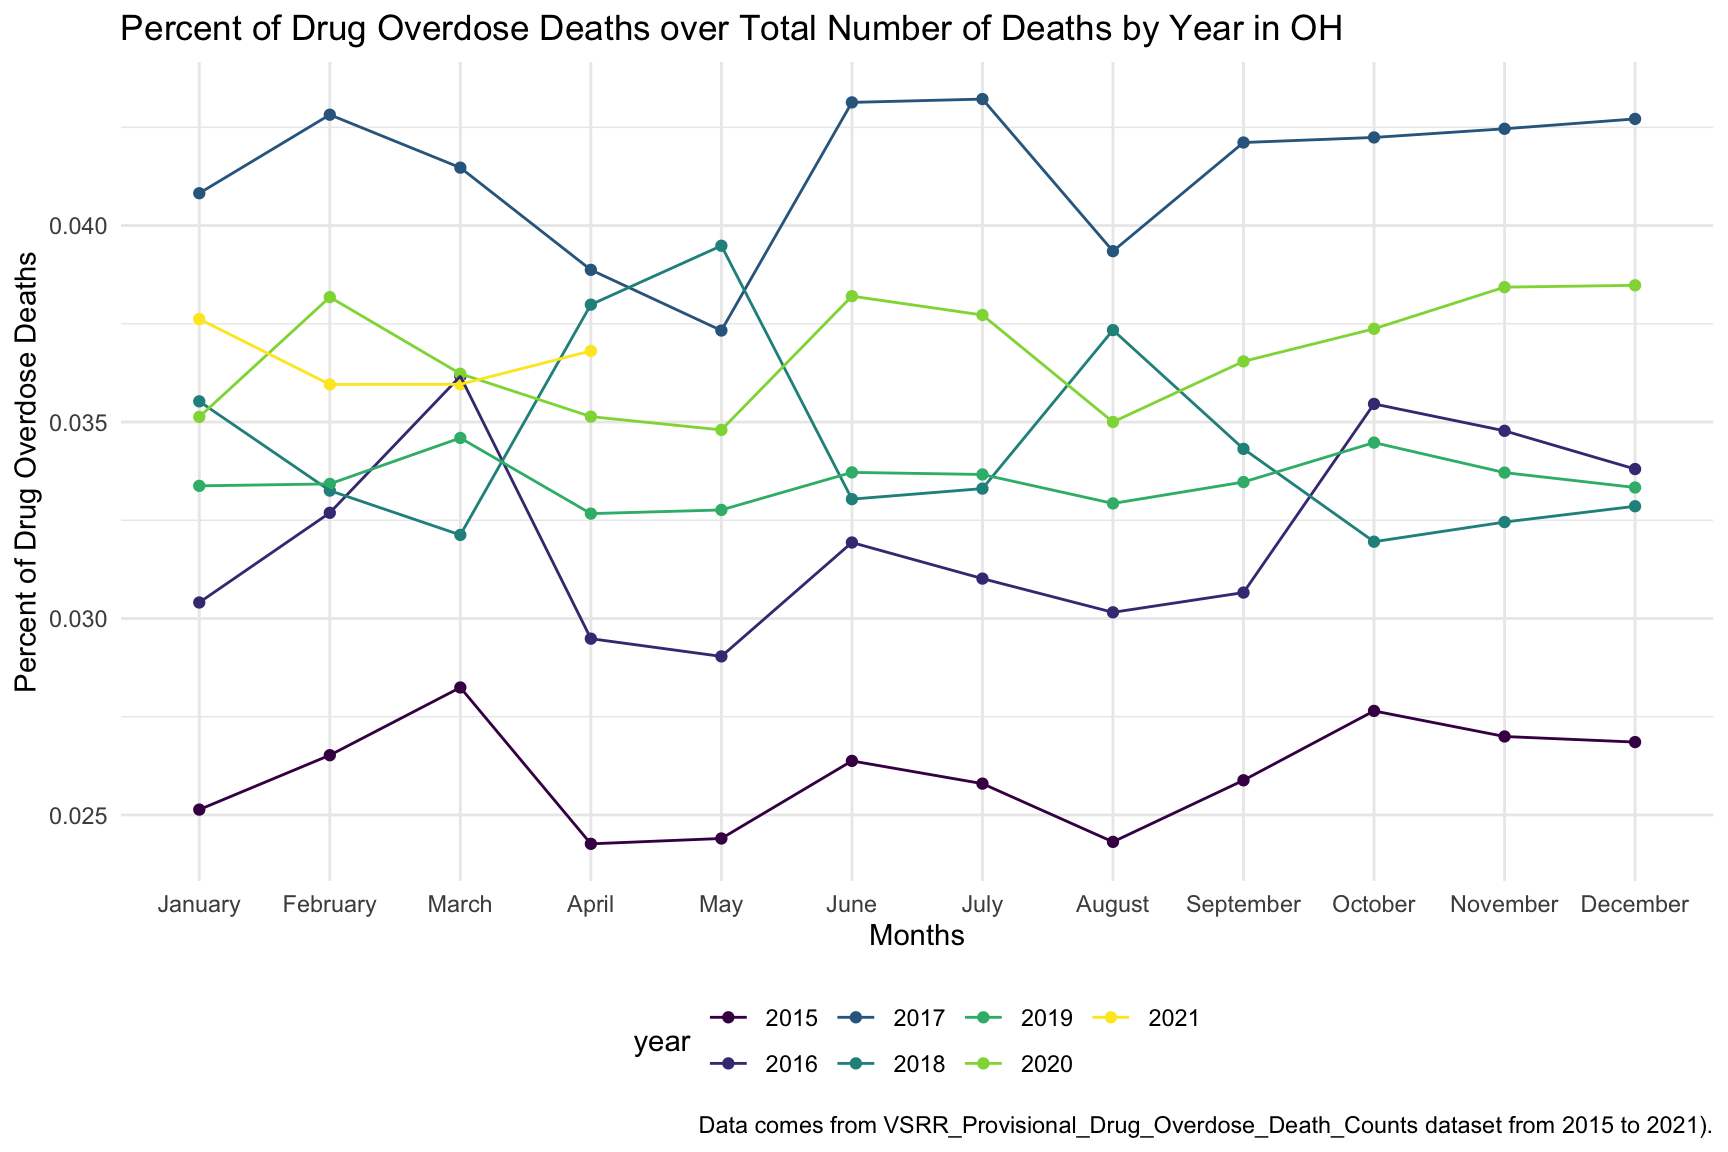 Percent of Drug Overdose Deaths over Total Number of Deaths by Year in OH
Percent of Drug Overdose Deaths
0.040
0.035
0.030
0.025
January February March April May June July August September October November December
Months
year
2015 2017 2019 2021
2016 2018 2020
Data comes from VSRR_Provisional_Drug_Overdose_Death_Counts dataset from 2015 to 2021).